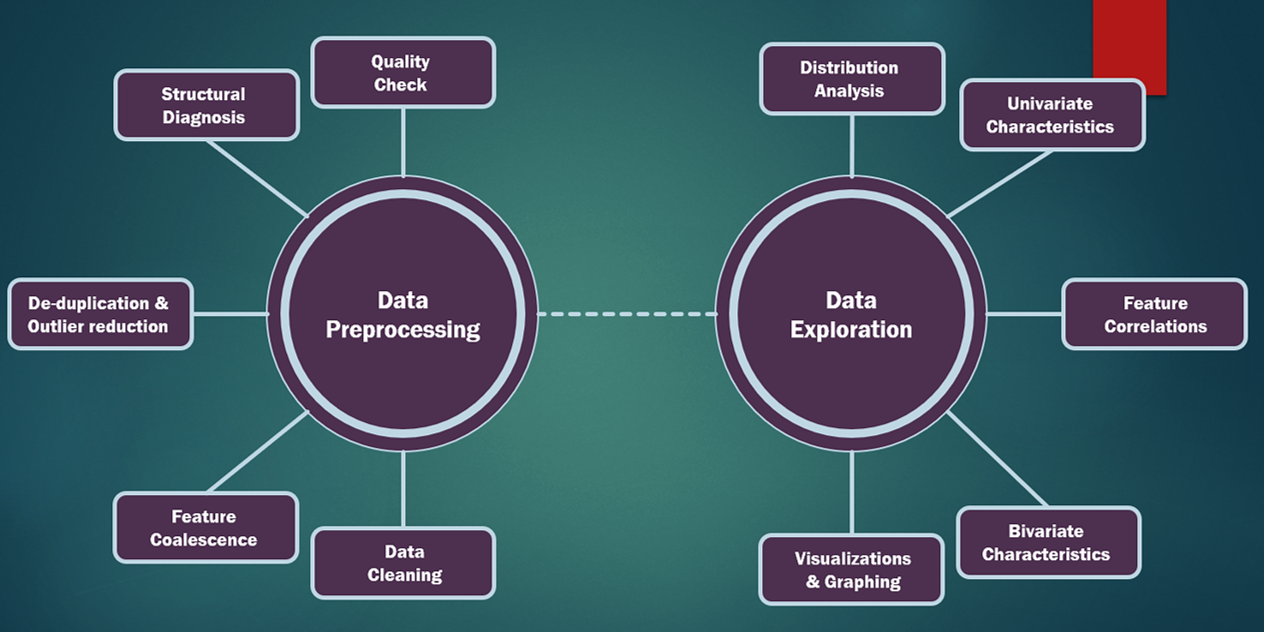 Quality
Check
Structural
Diagnosis
De-duplication &
Outlier reduction
Feature
Coalescence
Data
Cleaning
Data
Preprocessing
Data
Exploration
Distribution
Analysis
Univariate
Characteristics
Feature
Correlations
Bivariate
Characteristics
Visualizations
& Graphing